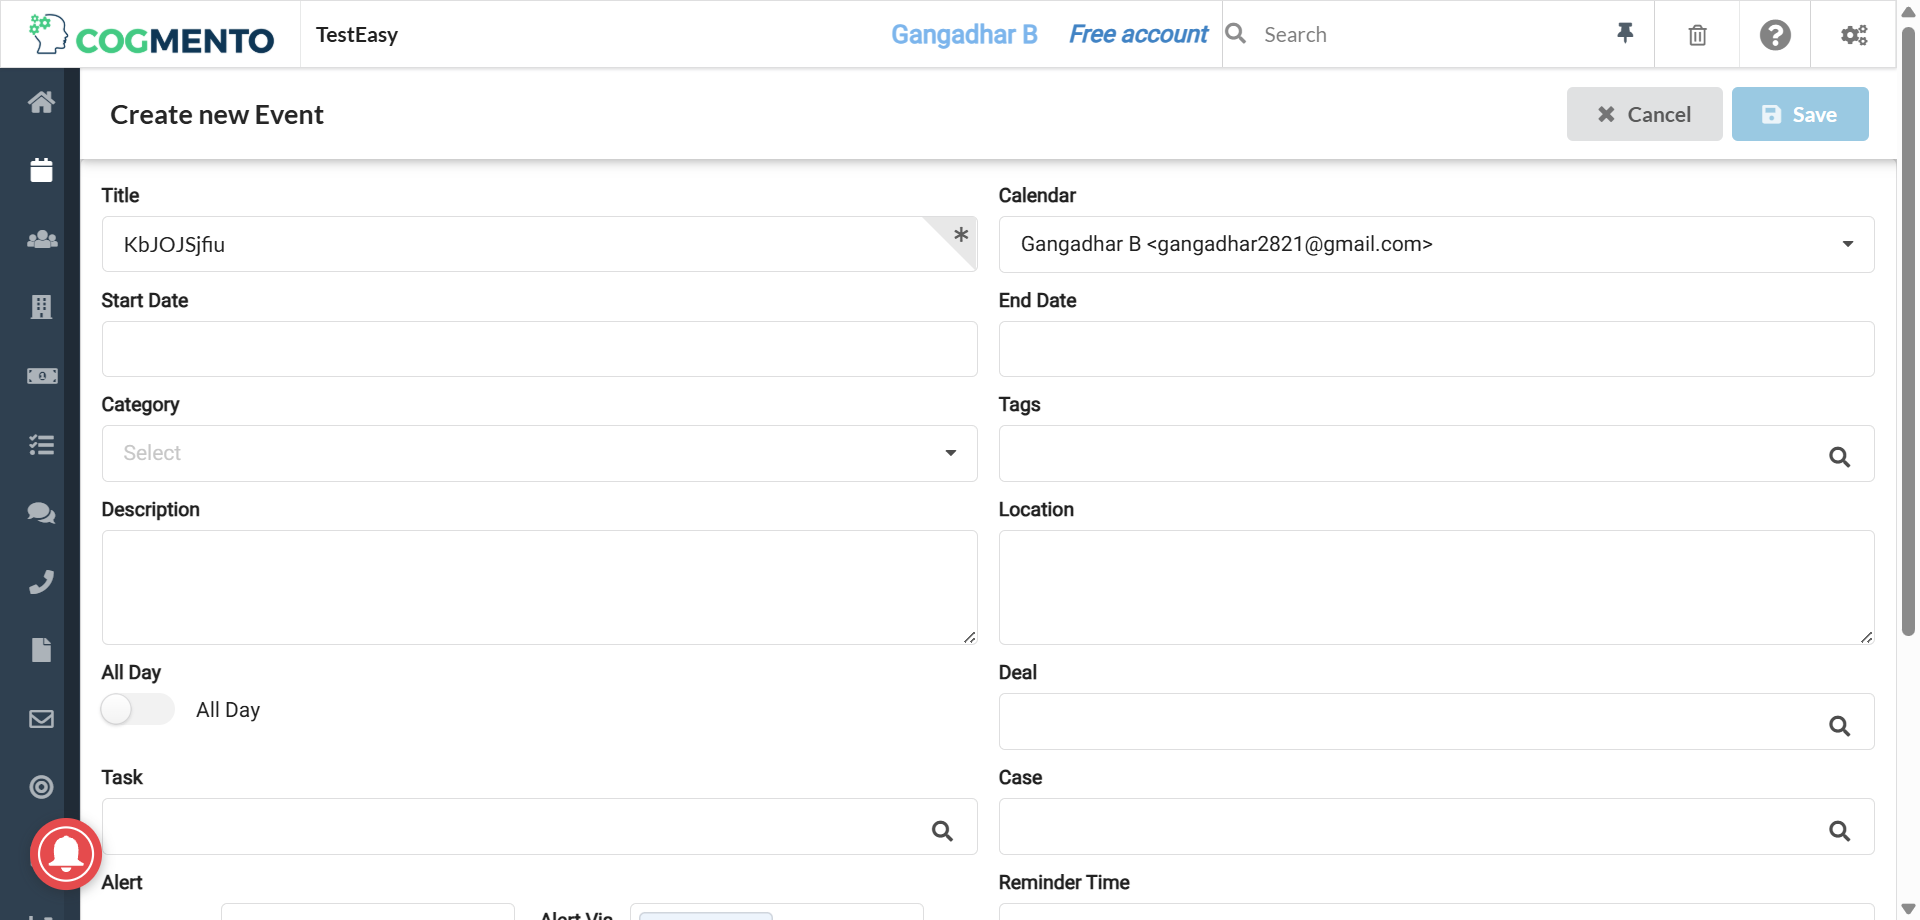 COGMENTO
TestEasy
Gangadhar B
Free account
Search
Create new Event
Cancel
Save
Title
Calendar
KbJOJSjfiu
Gangadhar B <gangadhar2821@gmail.com>
Start Date
End Date
Category
Tags
Select
Description
Location
All Day
Deal
All Day
Task
Case
Alert
Reminder Time
Alert Via